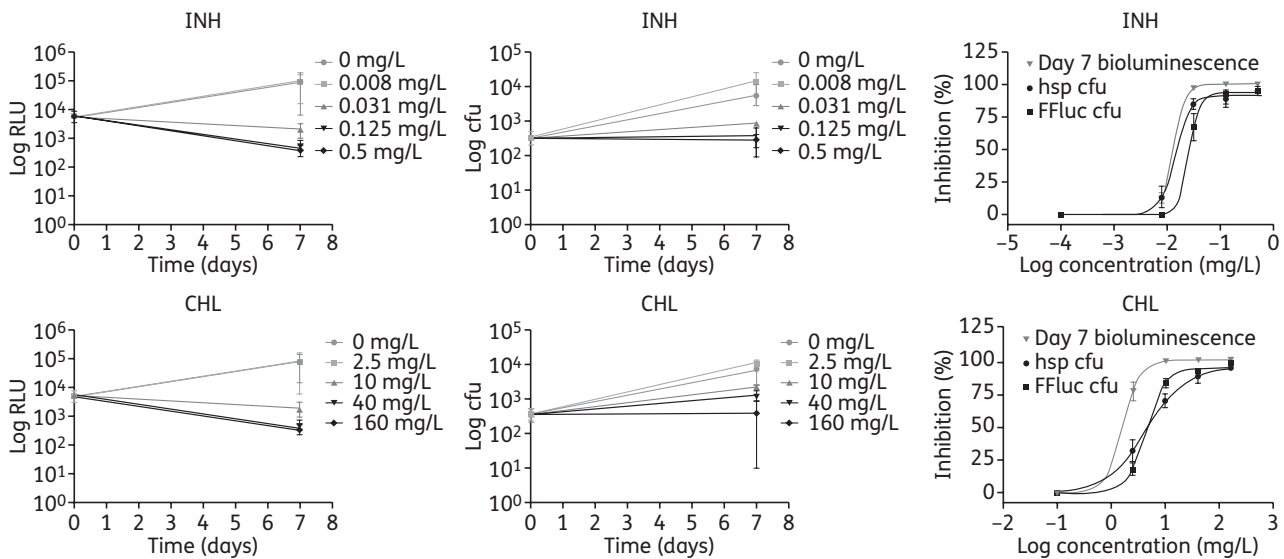 INH
Log RLU
10⁶
10⁵
10⁴
10³
10²
10¹
10⁰
0 1 2 3 4 5 6 7 8
Time (days)
0 mg/L
0.008 mg/L
0.031 mg/L
0.125 mg/L
0.5 mg/L
INH
Log cfu
10⁵
10⁴
10³
10²
10¹
10⁰
0 1 2 3 4 5 6 7 8
Time (days)
0 mg/L
0.008 mg/L
0.031 mg/L
0.125 mg/L
0.5 mg/L
INH
Inhibition (%)
125
100
75
50
25
0
Day 7 bioluminescence
hsp cfu
FFluc cfu
−5 −4 −3 −2 −1 0
Log concentration (mg/L)
CHL
Log RLU
10⁶
10⁵
10⁴
10³
10²
10¹
10⁰
0 1 2 3 4 5 6 7 8
Time (days)
0 mg/L
2.5 mg/L
10 mg/L
40 mg/L
160 mg/L
CHL
Log cfu
10⁵
10⁴
10³
10²
10¹
10⁰
0 1 2 3 4 5 6 7 8
Time (days)
0 mg/L
2.5 mg/L
10 mg/L
40 mg/L
160 mg/L
CHL
Inhibition (%)
125
100
75
50
25
0
Day 7 bioluminescence
hsp cfu
FFluc cfu
−2 −1 0 1 2 3
Log concentration (mg/L)